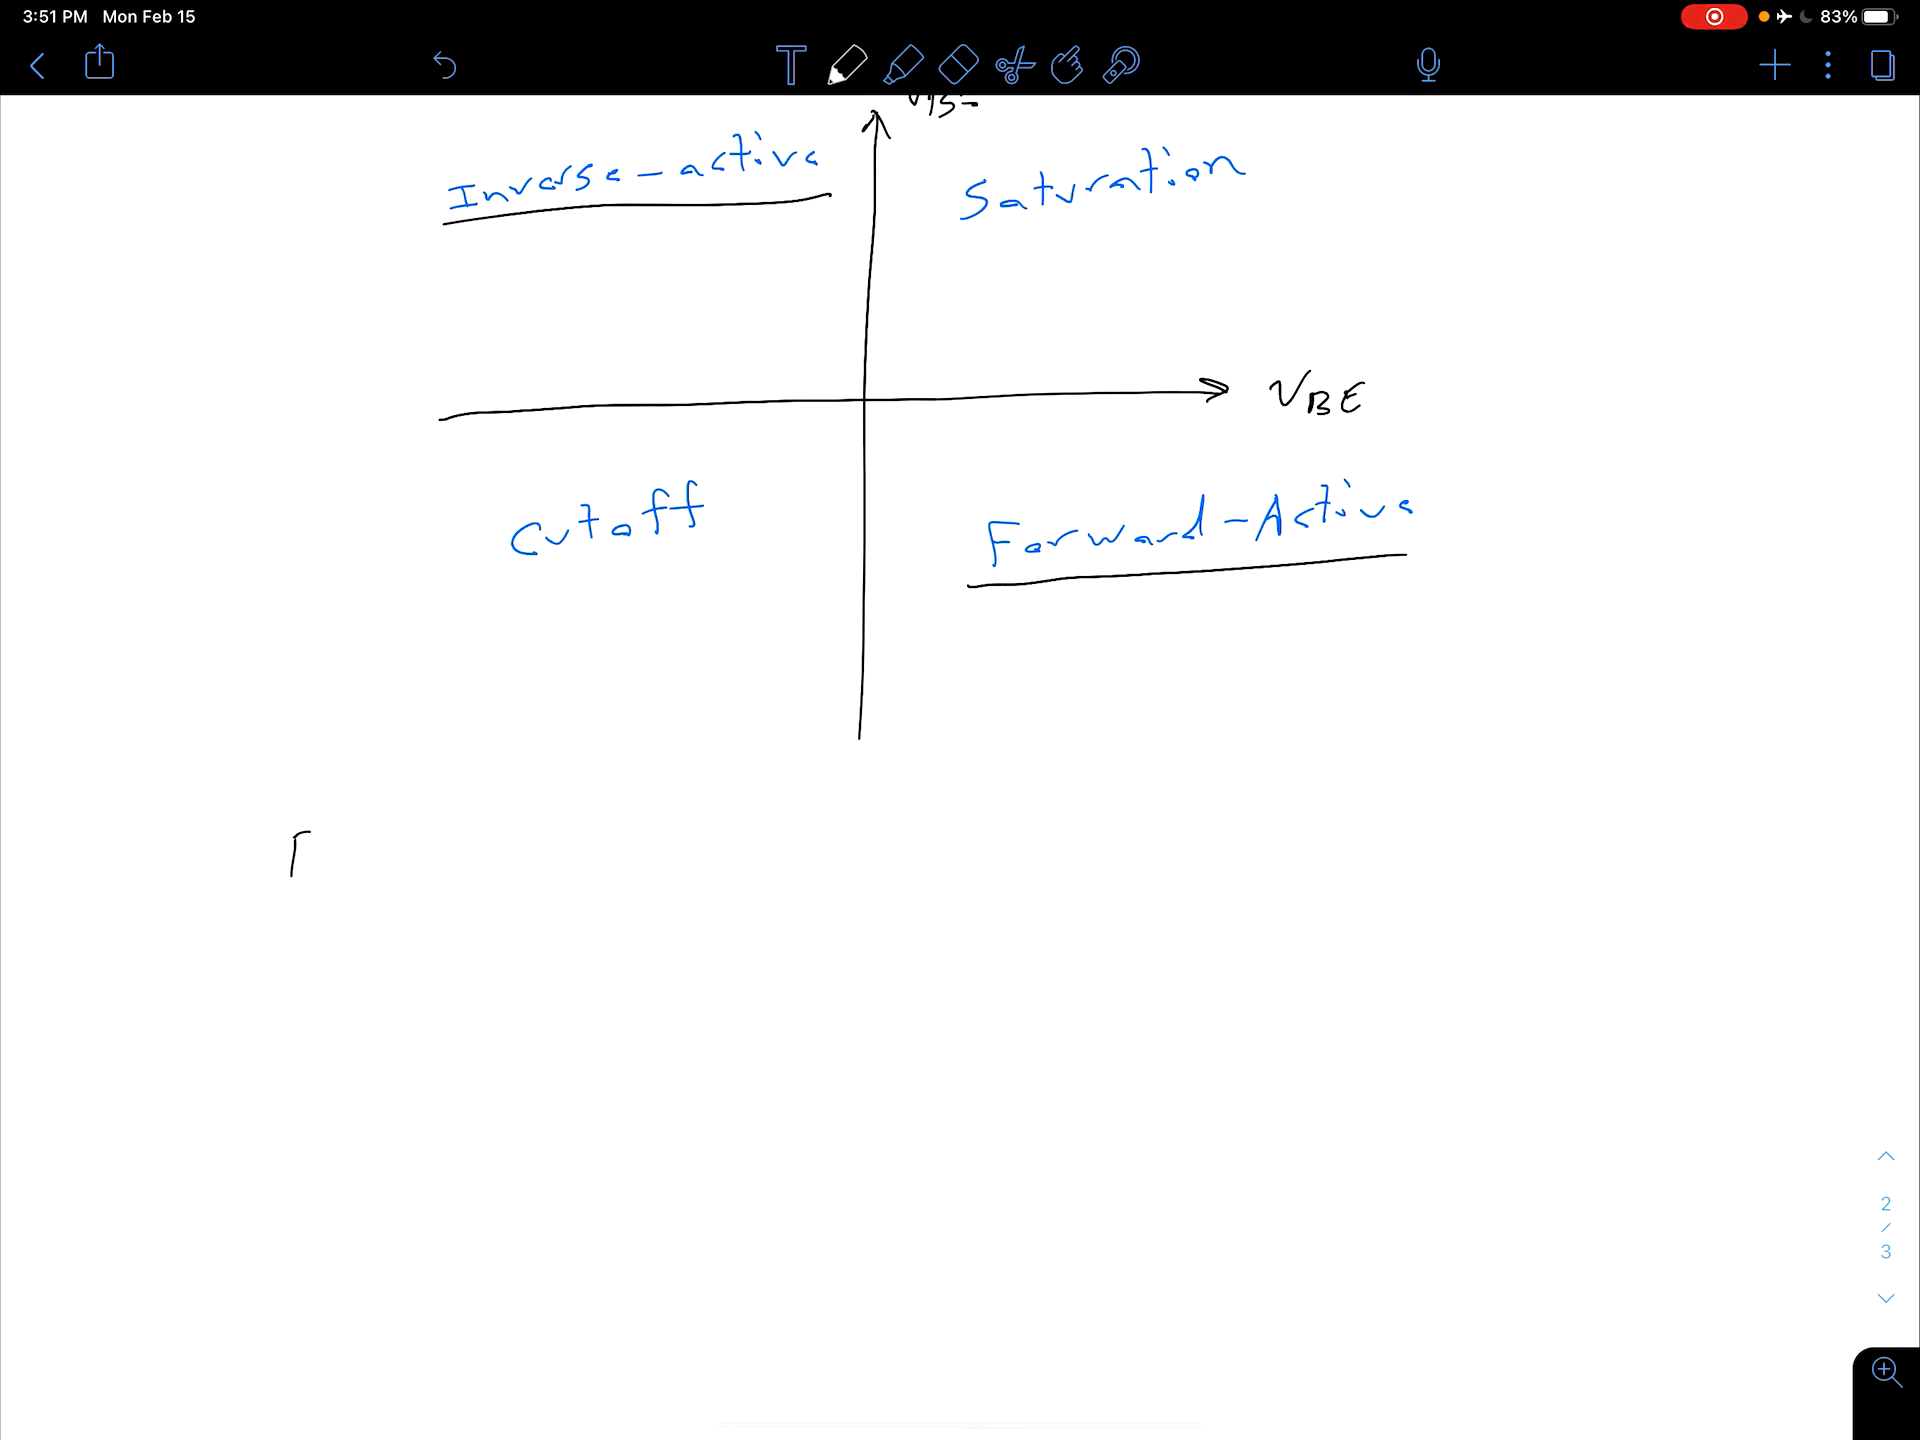 3:51 PM Mon Feb 15
83%
Inverse-active
Saturation
VBE
Cutoff
Forward-Active
2
/
3